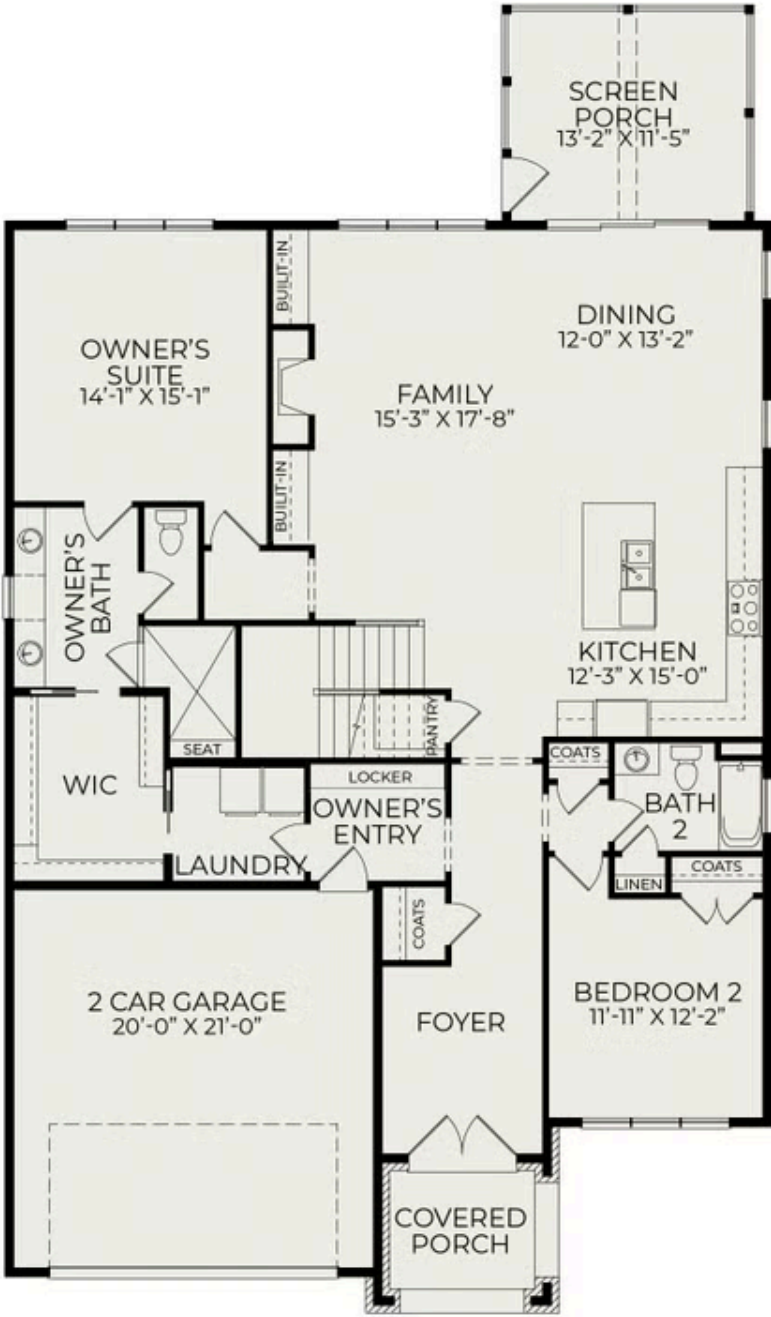 SCREEN
PORCH
13'-2" X 11'-5"
BUILIT-IN
DINING
12-0" X 13'-2"
OWNER'S
SUITE
14'-1" X 15'-1"
FAMILY
15'-3" X 17'-8"
BUILIT-IN
OWNER'S
BATH
KITCHEN
12'-3" X 15'-0"
PANTRY
SEAT
COATS
WIC
LOCKER
OWNER'S
ENTRY
BATH
2
LAUNDRY
COATS
LINEN
COATS
2 CAR GARAGE
20'-0" X 21'-0"
FOYER
BEDROOM 2
11'-11" X 12'-2"
COVERED
PORCH